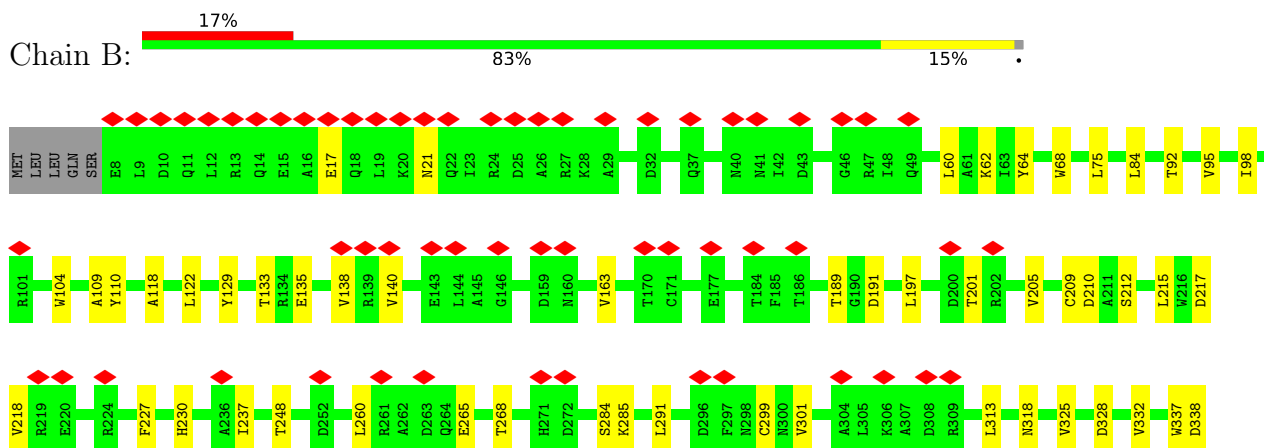 17%
Chain B:
83% 15% •
MET LEU LEU GLN SER E8 L9 D10 Q11 L12 R13 Q14 E15 A16 E17 Q18 L19 K20 N21 Q22 I23 R24 D25 A26 R27 K28 A29 D32 Q37 N40 N41 I42 D43 G46 R47 I48 Q49 L60 A61 K62 I63 Y64 W68 L75 L84 T92 V95 I98
R101 W104 A109 Y110 A118 L122 Y129 T133 R134 E135 V138 R139 V140 E143 L144 A145 G146 D159 N160 V163 T170 C171 E177 T184 F185 T186 T189 G190 D191 L197 D200 T201 R202 V205 C209 D210 A211 S212 L215 W216 D217
V218 R219 E220 R224 F227 H230 A236 I237 T248 D252 L260 R261 A262 D263 Q264 E265 T268 H271 D272 S284 K285 L291 D296 F297 N298 C299 N300 V301 A304 L305 K306 A307 D308 R309 L313 N318 V325 D328 V332 W337 D338